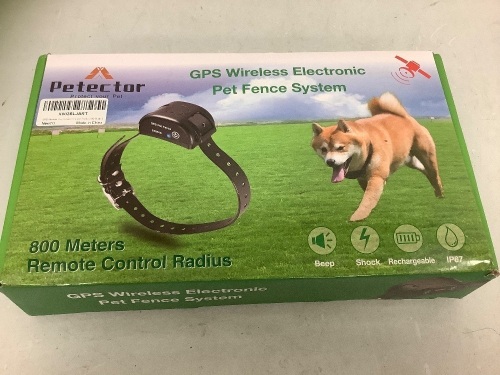 Petector
Protect your Pet
GPS Wireless Electronic
Pet Fence System
800 Meters
Remote Control Radius
Beep
Shock
Rechargeable
IP67
GPS Wireless Electronic
Pet Fence System